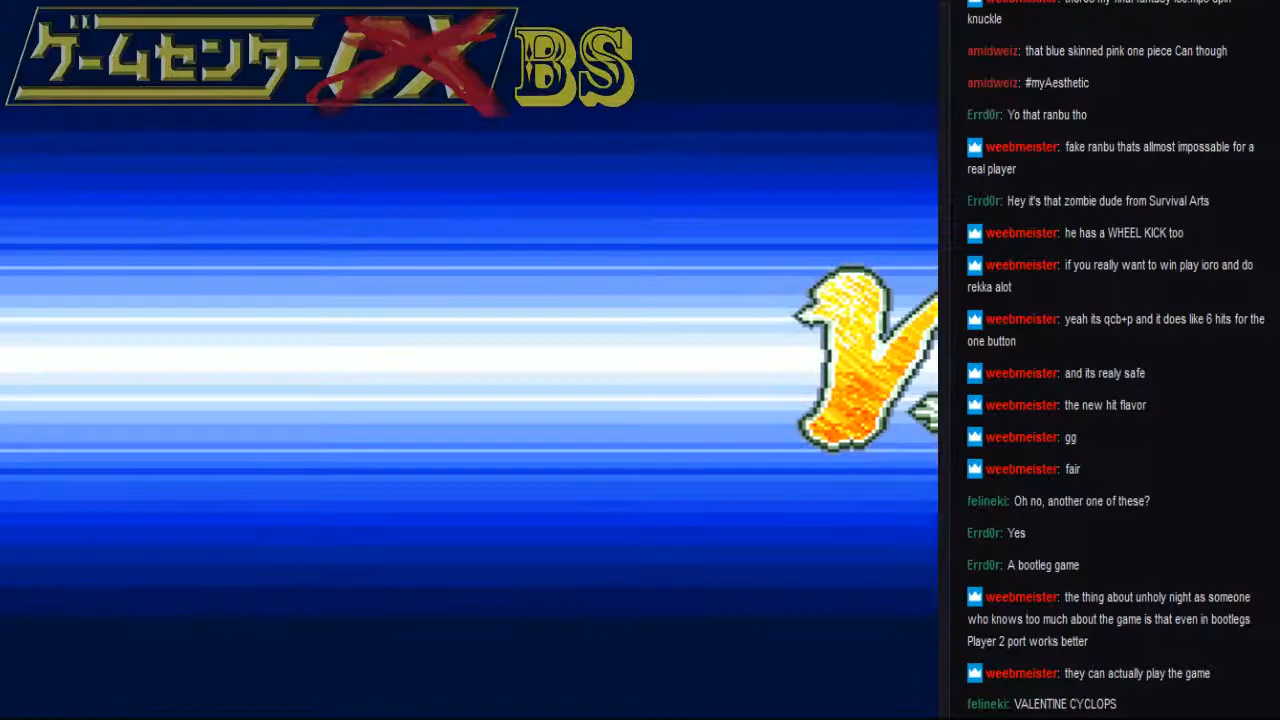 ゲームセンターDX BS
knuckle
amidweiz: that blue skinned pink one piece Can though
amidweiz: #myAesthetic
Errd0r: Yo that ranbu tho
weebmeister: fake ranbu thats allmost impossable for a
real player
Errd0r: Hey it's that zombie dude from Survival Arts
weebmeister: he has a WHEEL KICK too
weebmeister: if you really want to win play ioro and do
rekka alot
weebmeister: yeah its qcb+p and it does like 6 hits for the
one button
weebmeister: and its realy safe
weebmeister: the new hit flavor
weebmeister: gg
weebmeister: fair
felineki: Oh no, another one of these?
Errd0r: Yes
Errd0r: A bootleg game
weebmeister: the thing about unholy night as someone
who knows too much about the game is that even in bootlegs
Player 2 port works better
weebmeister: they can actually play the game
felineki: VALENTINE CYCLOPS